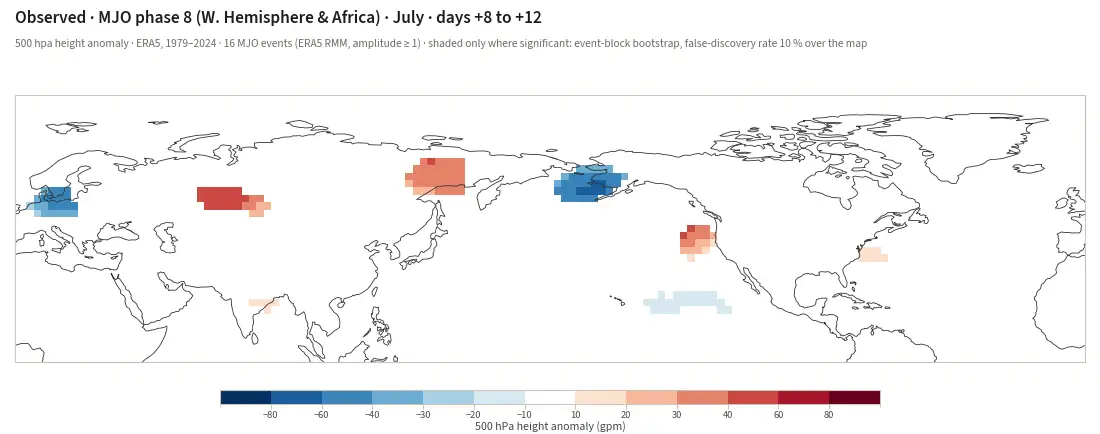 Observed · MJO phase 8 (W. Hemisphere & Africa) · July · days +8 to +12
500 hpa height anomaly · ERA5, 1979–2024 · 16 MJO events (ERA5 RMM, amplitude ≥ 1) · shaded only where significant: event-block bootstrap, false-discovery rate 10 % over the map
−80 −60 −40 −30 −20 −10 10 20 30 40 60 80
500 hPa height anomaly (gpm)